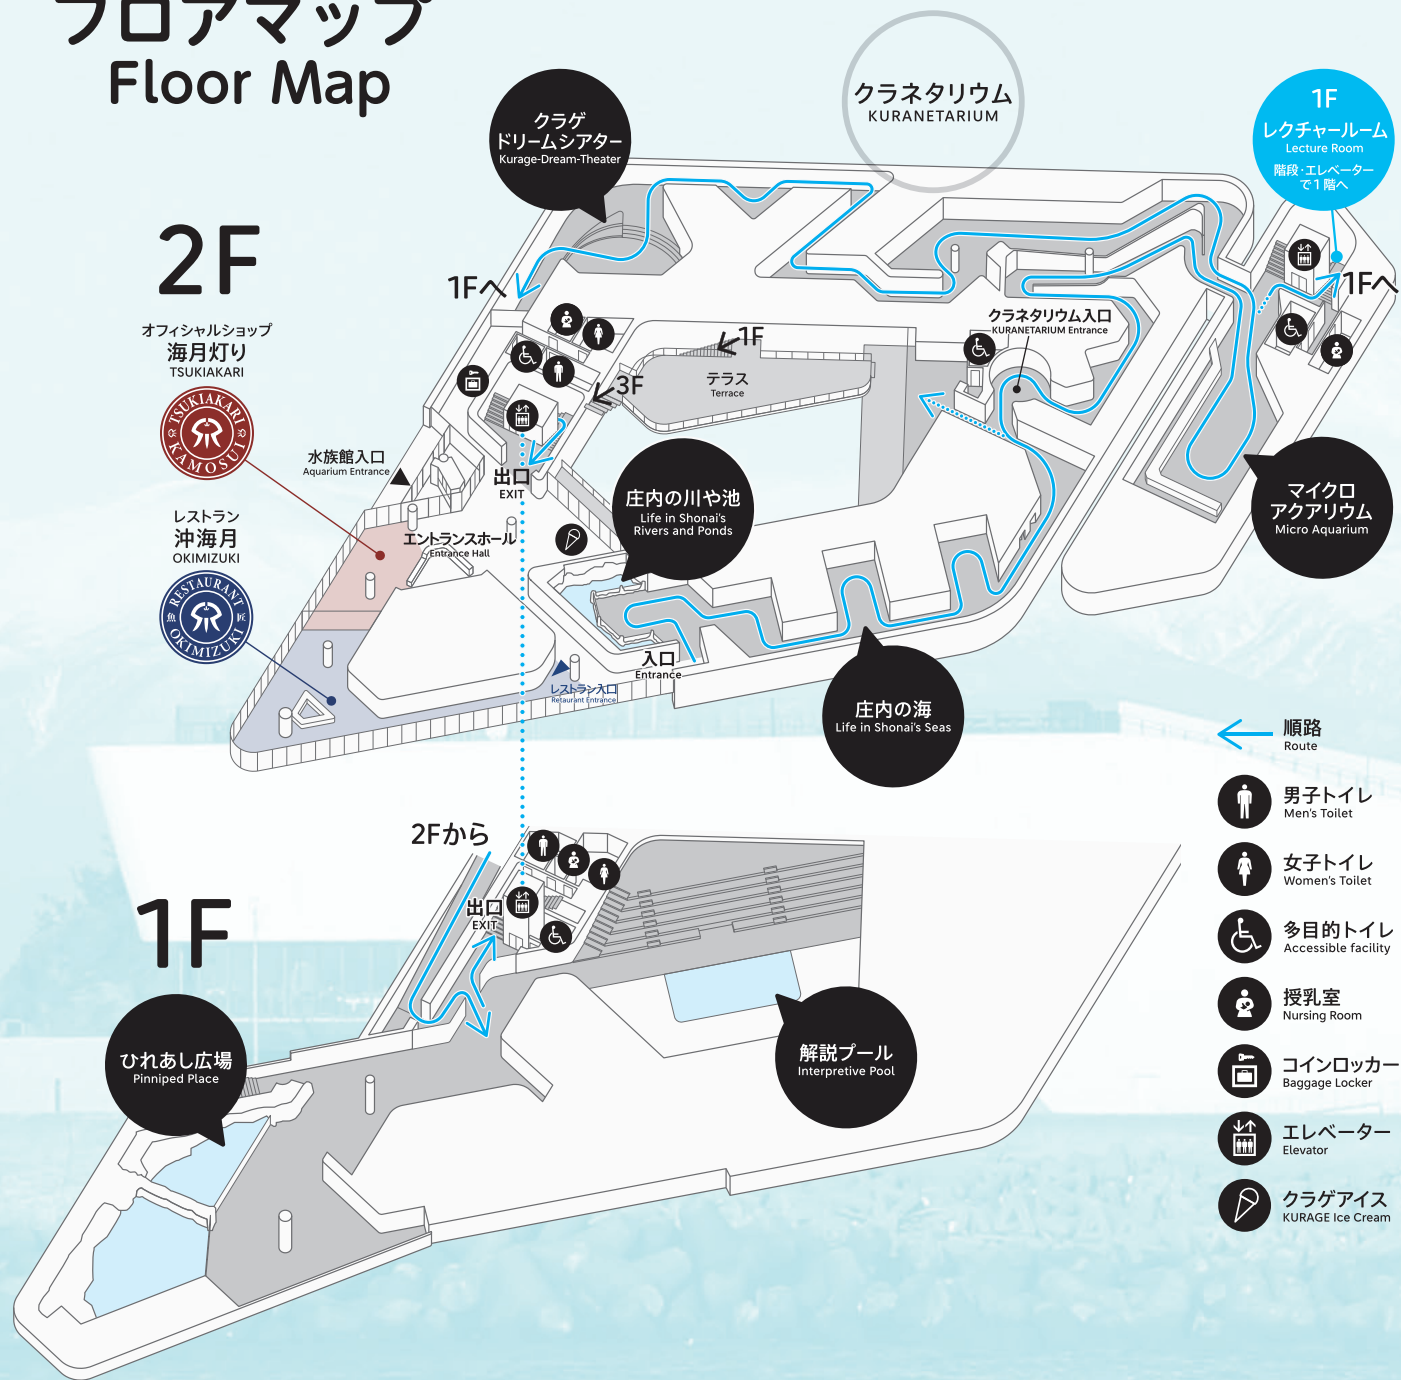 フロアマップ
Floor Map
クラゲ
ドリームシアター
Kurage-Dream-Theater
クラネタリウム
KURANETARIUM
1F
レクチャールーム
Lecture Room
階段・エレベーター
で1階へ
2F
1Fへ
1Fへ
オフィシャルショップ
海月灯り
TSUKIAKARI
TSUKIAKARI
KAMOSUI
クラネタリウム入口
KURANETARIUM Entrance
1F
3F
テラス
Terrace
水族館入口
Aquarium Entrance
出口
EXIT
庄内の川や池
Life in Shonai's
Rivers and Ponds
マイクロ
アクアリウム
Micro Aquarium
レストラン
沖海月
OKIMIZUKI
RESTAURANT
魚 匠
OKIMIZUKI
エントランスホール
Entrance Hall
入口
Entrance
レストラン入口
Retaurant Entrance
庄内の海
Life in Shonai's Seas
順路
Route
男子トイレ
Men's Toilet
女子トイレ
Women's Toilet
多目的トイレ
Accessible facility
授乳室
Nursing Room
コインロッカー
Baggage Locker
エレベーター
Elevator
クラゲアイス
KURAGE Ice Cream
2Fから
1F
出口
EXIT
ひれあし広場
Pinniped Place
解説プール
Interpretive Pool